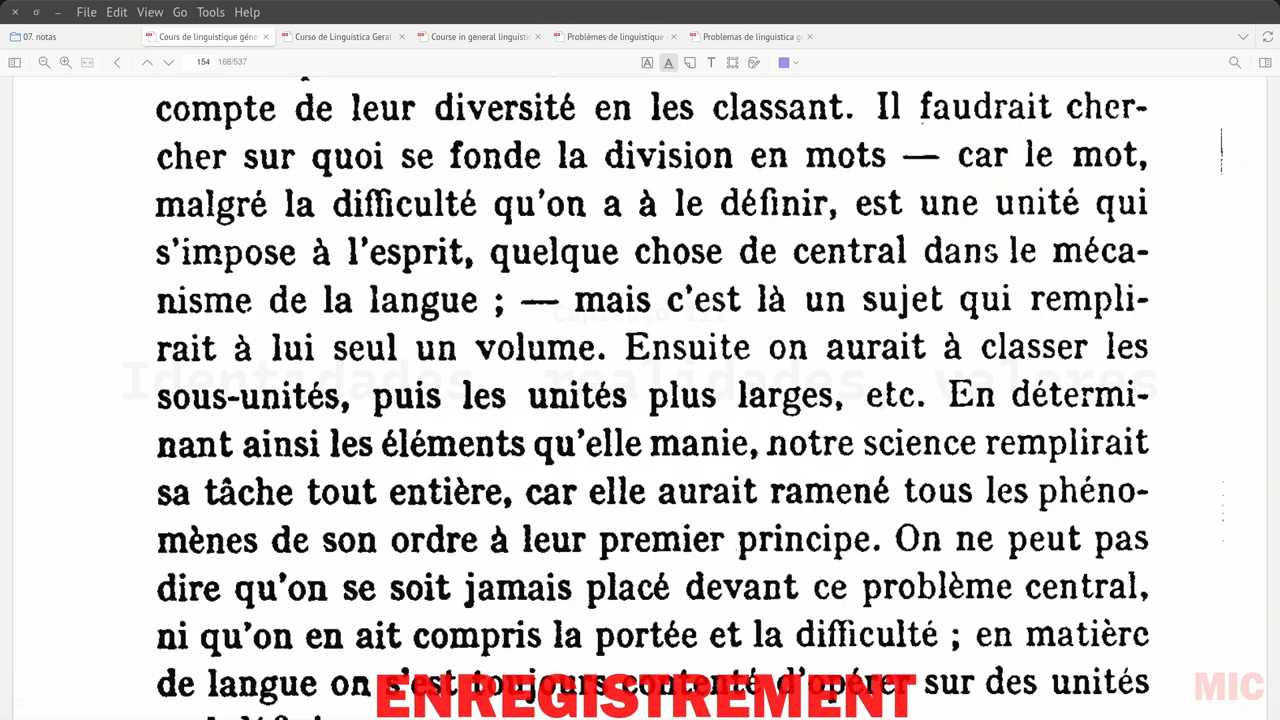 File Edit View Go Tools Help
07. notas
Cours de linguistique géné
Curso de Linguística Geral
Course in general linguisti
Problèmes de linguistique
Problemas de linguística g
154 168/537
compte de leur diversité en les classant. Il faudrait cher-
cher sur quoi se fonde la division en mots — car le mot,
malgré la difficulté qu'on a à le définir, est une unité qui
s'impose à l'esprit, quelque chose de central dans le méca-
nisme de la langue ; — mais c'est là un sujet qui rempli-
rait à lui seul un volume. Ensuite on aurait à classer les
sous-unités, puis les unités plus larges, etc. En détermi-
nant ainsi les éléments qu'elle manie, notre science remplirait
sa tâche tout entière, car elle aurait ramené tous les phéno-
mènes de son ordre à leur premier principe. On ne peut pas
dire qu'on se soit jamais placé devant ce problème central,
ni qu'on en ait compris la portée et la difficulté ; en matière
de langue on s'est toujours contenté d'opérer sur des unités
Identidades, realidades, valores
ENREGISTREMENT
MIC